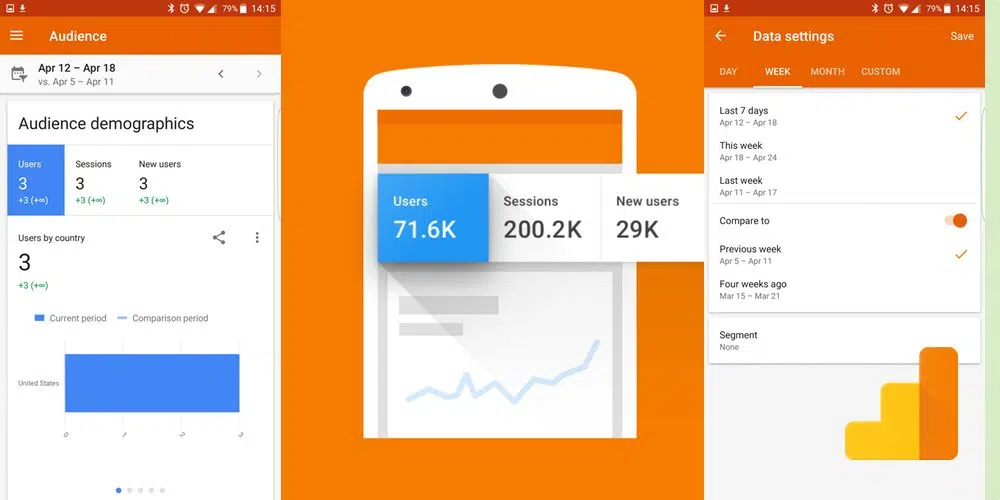 79% 14:15
Audience
Apr 12 – Apr 18
vs. Apr 5 – Apr 11
Audience demographics
Users Sessions New users
3 3 3
+3 (+∞) +3 (+∞) +3 (+∞)
Users by country
3
+3 (+∞)
Current period Comparison period
United States
0 1 2 3
Users Sessions New users
71.6K 200.2K 29K
79% 14:15
Data settings Save
DAY WEEK MONTH CUSTOM
Last 7 days
Apr 12 – Apr 18
This week
Apr 18 – Apr 24
Last week
Apr 11 – Apr 17
Compare to
Previous week
Apr 5 – Apr 11
Four weeks ago
Mar 15 – Mar 21
Segment
None